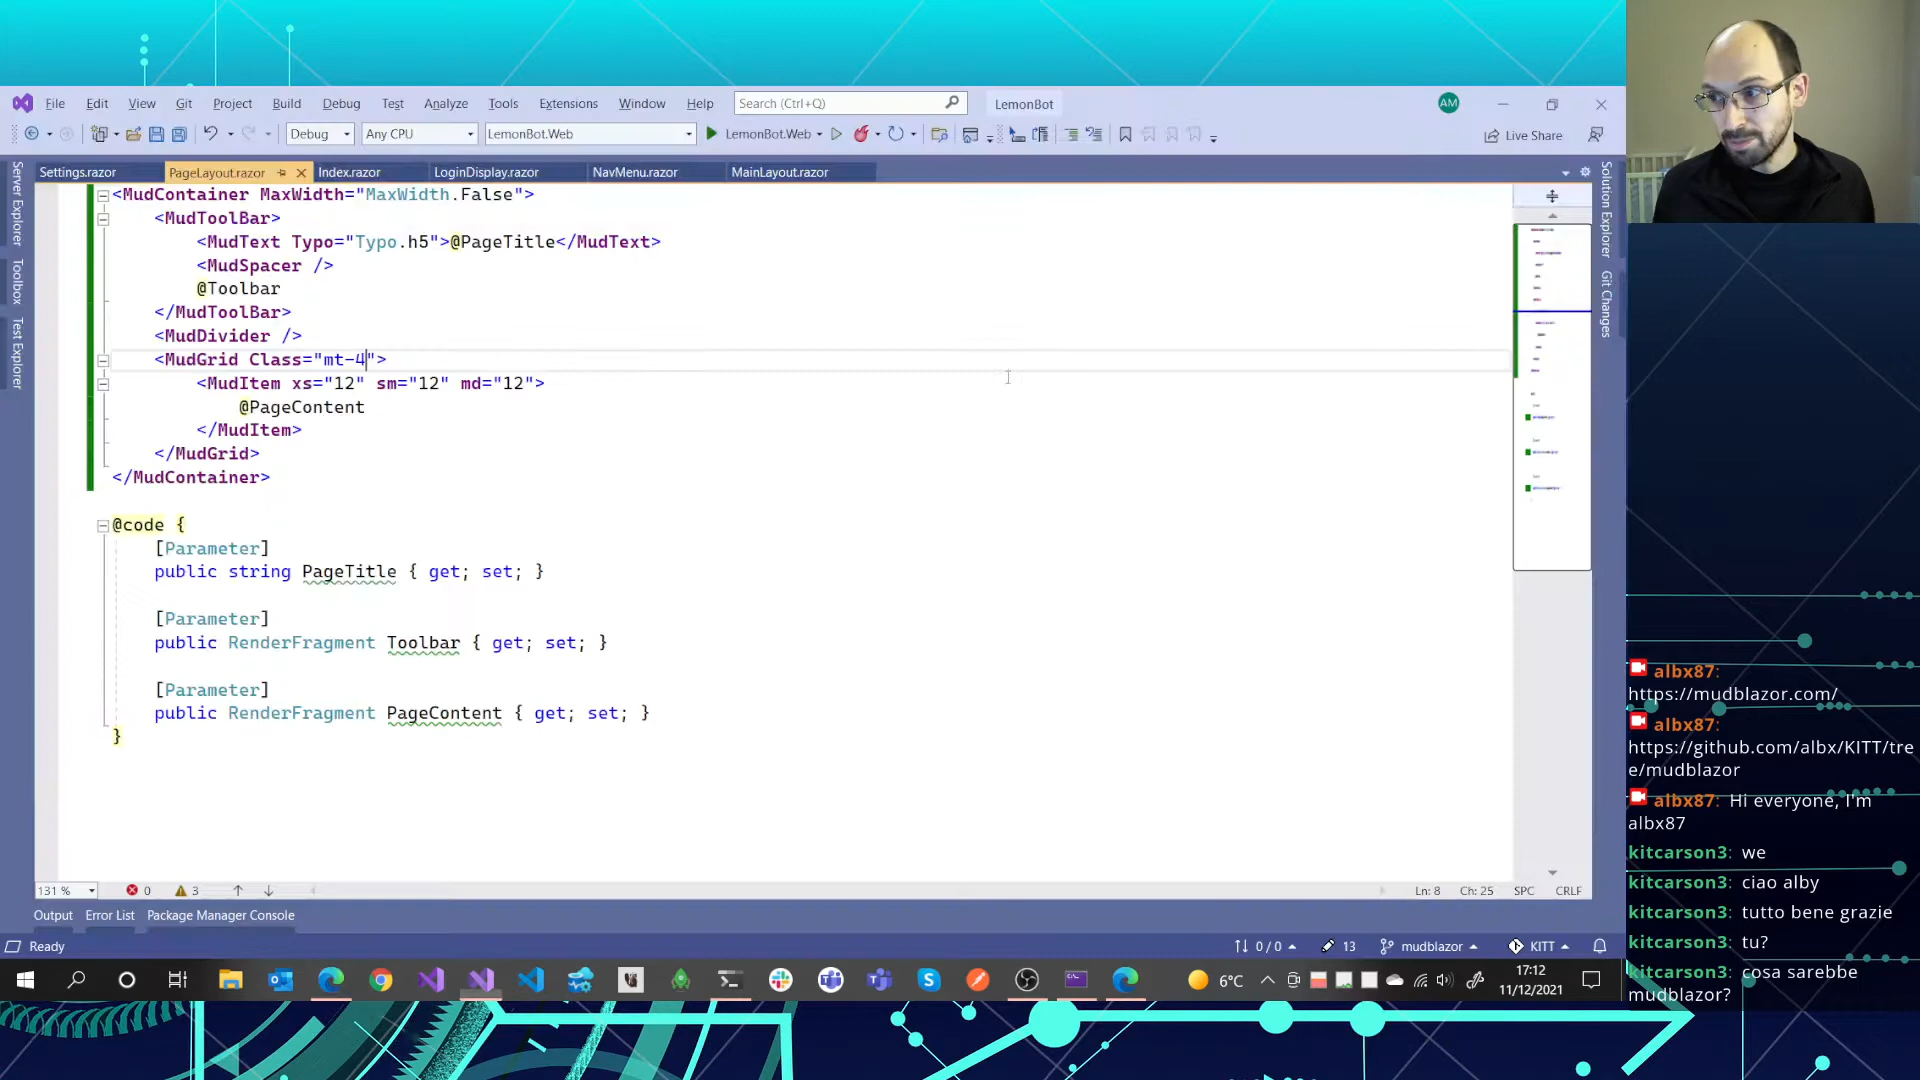 File Edit View Git Project Build Debug Test Analyze Tools Extensions Window Help Search (Ctrl+Q) LemonBot AM
Debug Any CPU LemonBot.Web LemonBot.Web Live Share
Settings.razor PageLayout.razor Index.razor LoginDisplay.razor NavMenu.razor MainLayout.razor
Server Explorer
Toolbox
Test Explorer
<MudContainer MaxWidth="MaxWidth.False">
<MudToolBar>
<MudText Typo="Typo.h5">@PageTitle</MudText>
<MudSpacer />
@Toolbar
</MudToolBar>
<MudDivider />
<MudGrid Class="mt-4">
<MudItem xs="12" sm="12" md="12">
@PageContent
</MudItem>
</MudGrid>
</MudContainer>
@code {
[Parameter]
public string PageTitle { get; set; }
[Parameter]
public RenderFragment Toolbar { get; set; }
[Parameter]
public RenderFragment PageContent { get; set; }
}
Solution Explorer
Git Changes
131 % 0 3 Ln: 8 Ch: 25 SPC CRLF
Output Error List Package Manager Console
Ready 0 / 0 13 mudblazor KITT
6°C 17:12
11/12/2021
albx87:
https://mudblazor.com/
albx87:
https://github.com/albx/KITT/tre
e/mudblazor
albx87: Hi everyone, I'm
albx87
kitcarson3: we
kitcarson3: ciao alby
kitcarson3: tutto bene grazie
kitcarson3: tu?
kitcarson3: cosa sarebbe
mudblazor?